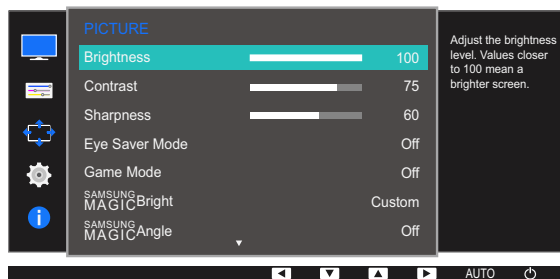 PICTURE
Brightness 100
Contrast 75
Sharpness 60
Eye Saver Mode Off
Game Mode Off
SAMSUNG MAGIC Bright Custom
SAMSUNG MAGIC Angle Off
Adjust the brightness
level. Values closer
to 100 mean a
brighter screen.
AUTO